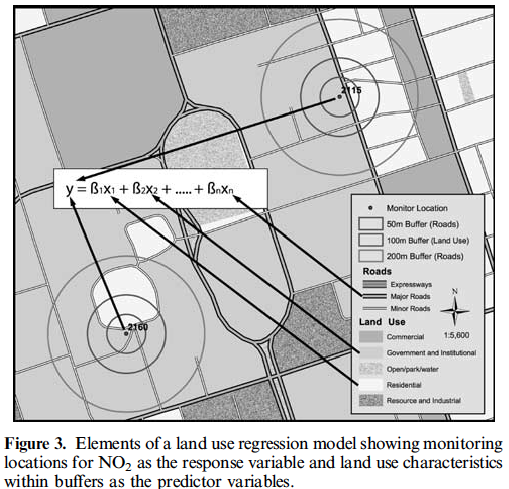 2115
y = ß1x1 + ß2x2 + ..... + ßnxn
2160
Monitor Location
50m Buffer (Roads)
100m Buffer (Land Use)
200m Buffer (Roads)
Roads
Expressways
Major Roads
Minor Roads
N
1:5,600
Land Use
Commercial
Government and Institutional
Open/park/water
Residential
Resource and Industrial
Figure 3. Elements of a land use regression model showing monitoring
locations for NO2 as the response variable and land use characteristics
within buffers as the predictor variables.